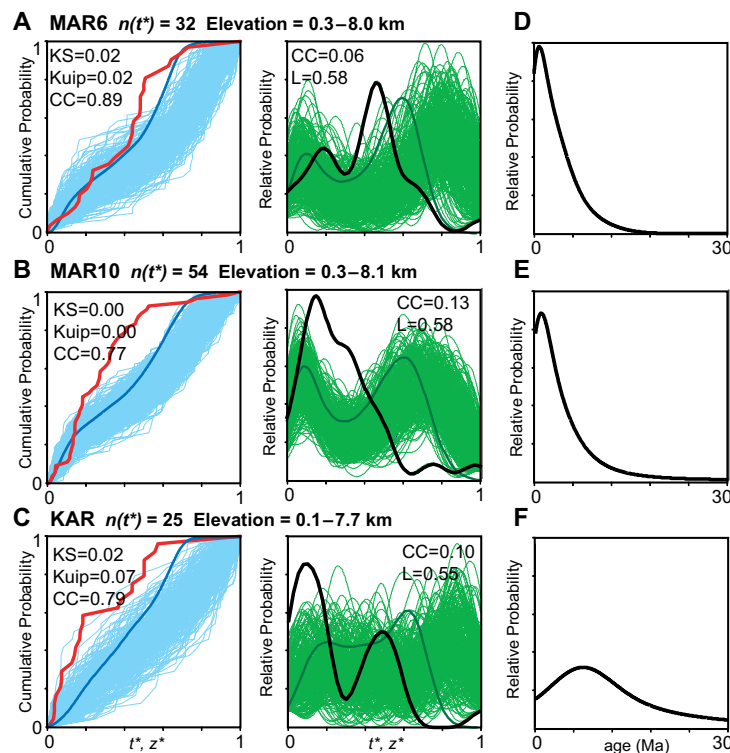 A MAR6 n(t*) = 32 Elevation = 0.3–8.0 km
D
1
KS=0.02
Kuip=0.02
CC=0.89
Cumulative Probability
0
0
1
CC=0.06
L=0.58
Relative Probability
0
1
Relative Probability
0
30
B MAR10 n(t*) = 54 Elevation = 0.3–8.1 km
E
1
KS=0.00
Kuip=0.00
CC=0.77
Cumulative Probability
0
0
1
CC=0.13
L=0.58
Relative Probability
0
1
Relative Probability
0
30
C KAR n(t*) = 25 Elevation = 0.1–7.7 km
F
1
KS=0.02
Kuip=0.07
CC=0.79
Cumulative Probability
0
0
t*, z*
1
CC=0.10
L=0.55
Relative Probability
0
t*, z*
1
Relative Probability
0
age (Ma)
30